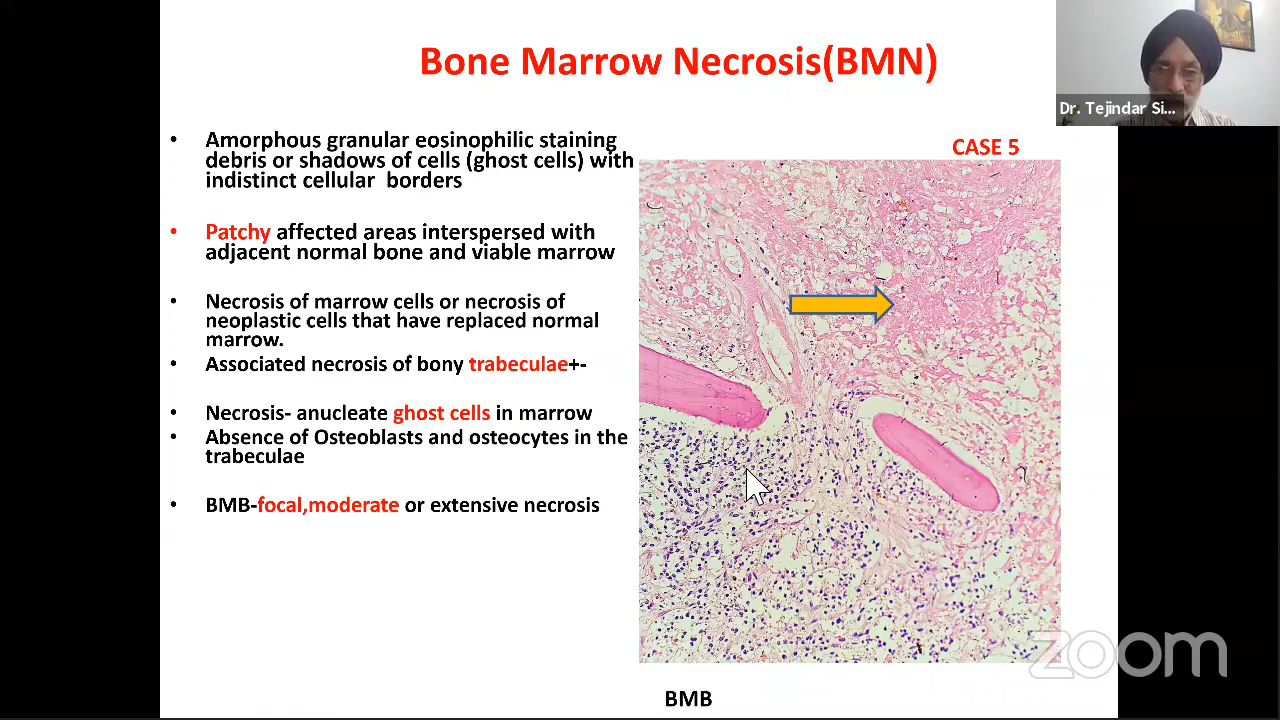 Bone Marrow Necrosis(BMN)
Dr. Tejindar Si...
• Amorphous granular eosinophilic staining
debris or shadows of cells (ghost cells) with
indistinct cellular borders
• Patchy affected areas interspersed with
adjacent normal bone and viable marrow
• Necrosis of marrow cells or necrosis of
neoplastic cells that have replaced normal
marrow.
• Associated necrosis of bony trabeculae+-
• Necrosis- anucleate ghost cells in marrow
• Absence of Osteoblasts and osteocytes in the
trabeculae
• BMB-focal,moderate or extensive necrosis
CASE 5
BMB
zoom